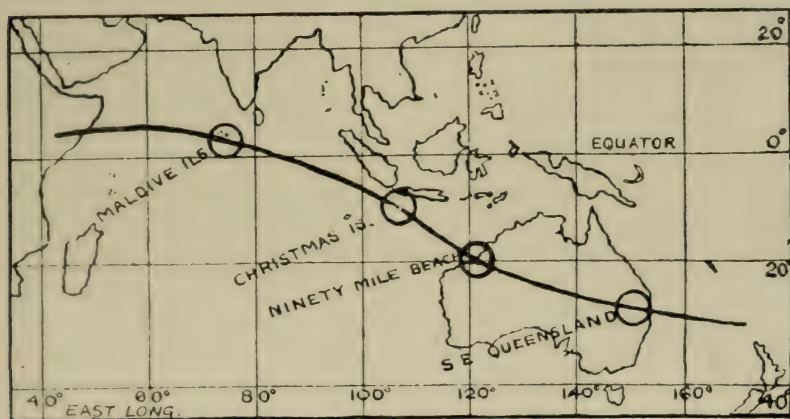 20°
EQUATOR 0°
MALDIVE ILS
CHRISTMAS IS.
NINETY MILE BEACH 20°
S E QUEENSLAND
40° 60° 80° 100° 120° 140° 160° 40°
EAST LONG.